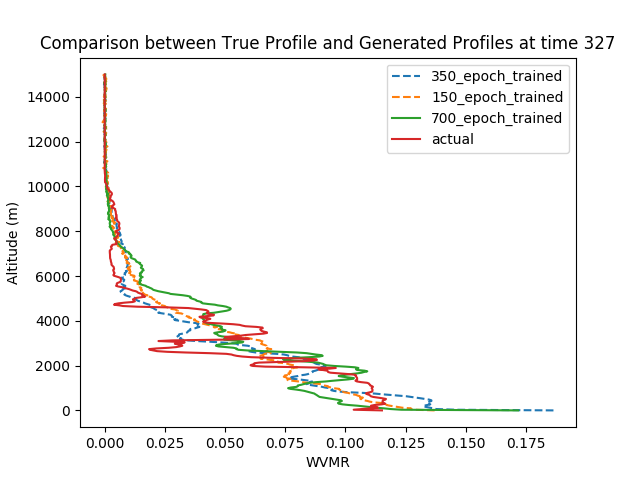 Comparison between True Profile and Generated Profiles at time 327
350_epoch_trained
150_epoch_trained
700_epoch_trained
actual
Altitude (m)
14000
12000
10000
8000
6000
4000
2000
0
0.000 0.025 0.050 0.075 0.100 0.125 0.150 0.175
WVMR